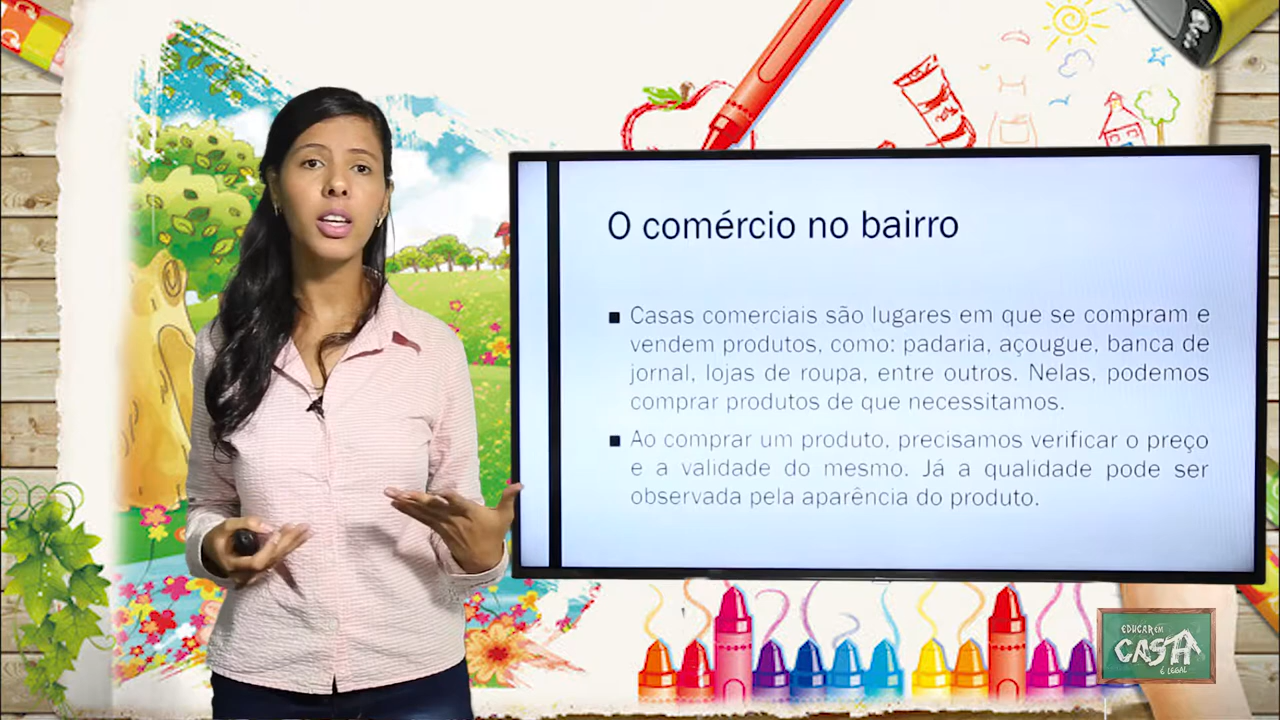 O comércio no bairro
■ Casas comerciais são lugares em que se compram e
vendem produtos, como: padaria, açougue, banca de
jornal, lojas de roupa, entre outros. Nelas, podemos
comprar produtos de que necessitamos.
■ Ao comprar um produto, precisamos verificar o preço
e a validade do mesmo. Já a qualidade pode ser
observada pela aparência do produto.
EDUCAR EM
CASA
É LEGAL